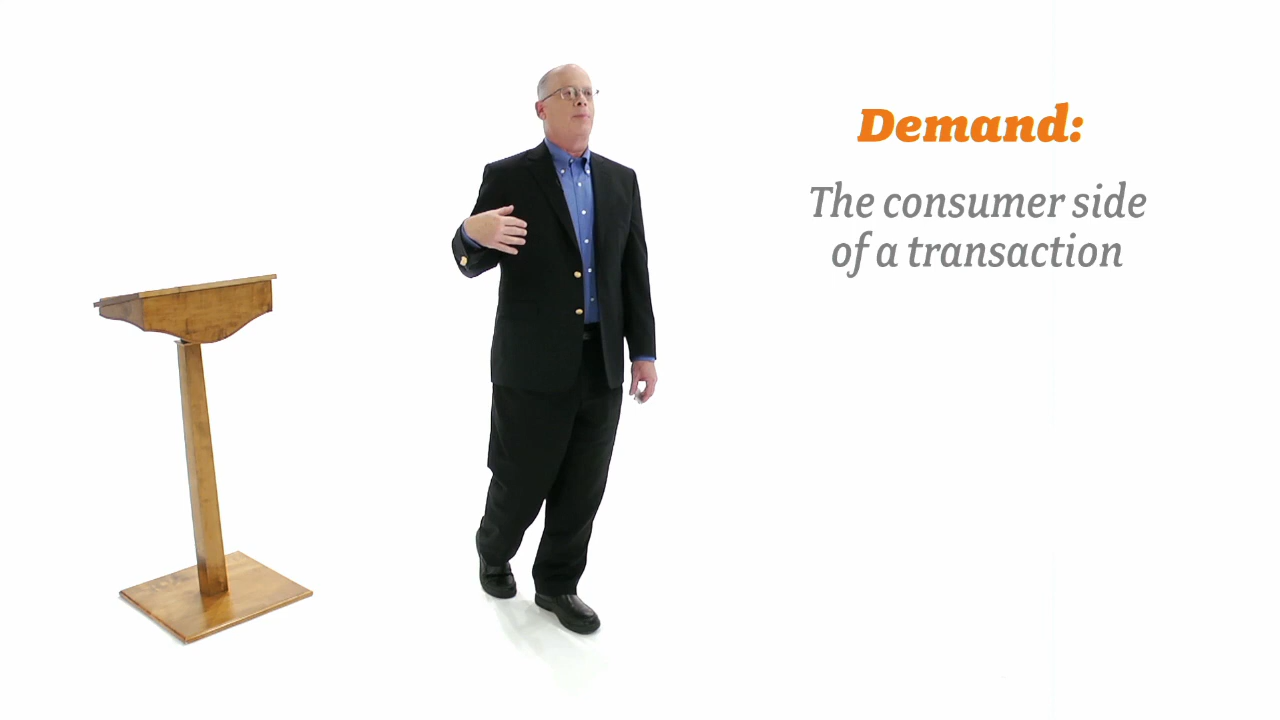 Demand:
The consumer side
of a transaction